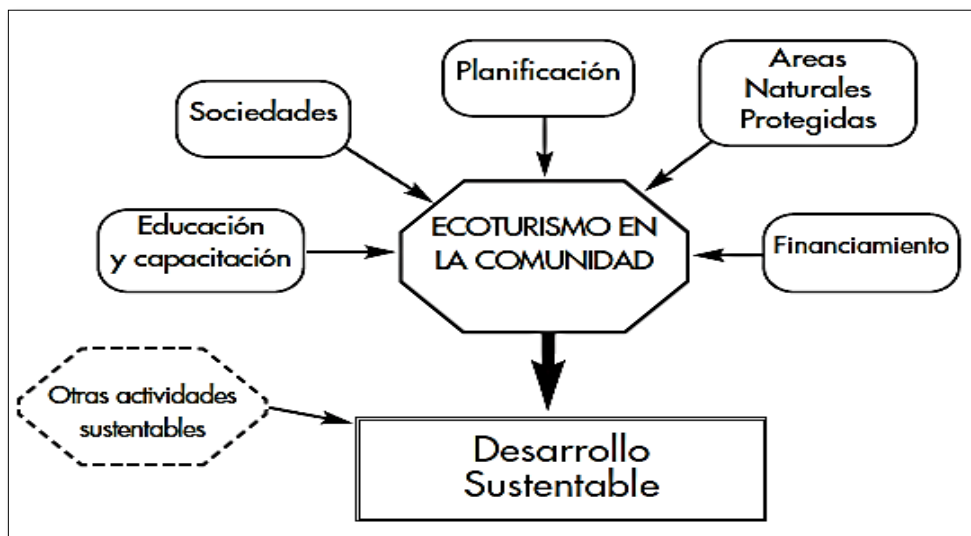 Planificación
Areas
Naturales
Protegidas
Sociedades
ECOTURISMO EN
LA COMUNIDAD
Educación
y capacitación
Financiamiento
Otras actividades
sustentables
Desarrollo
Sustentable